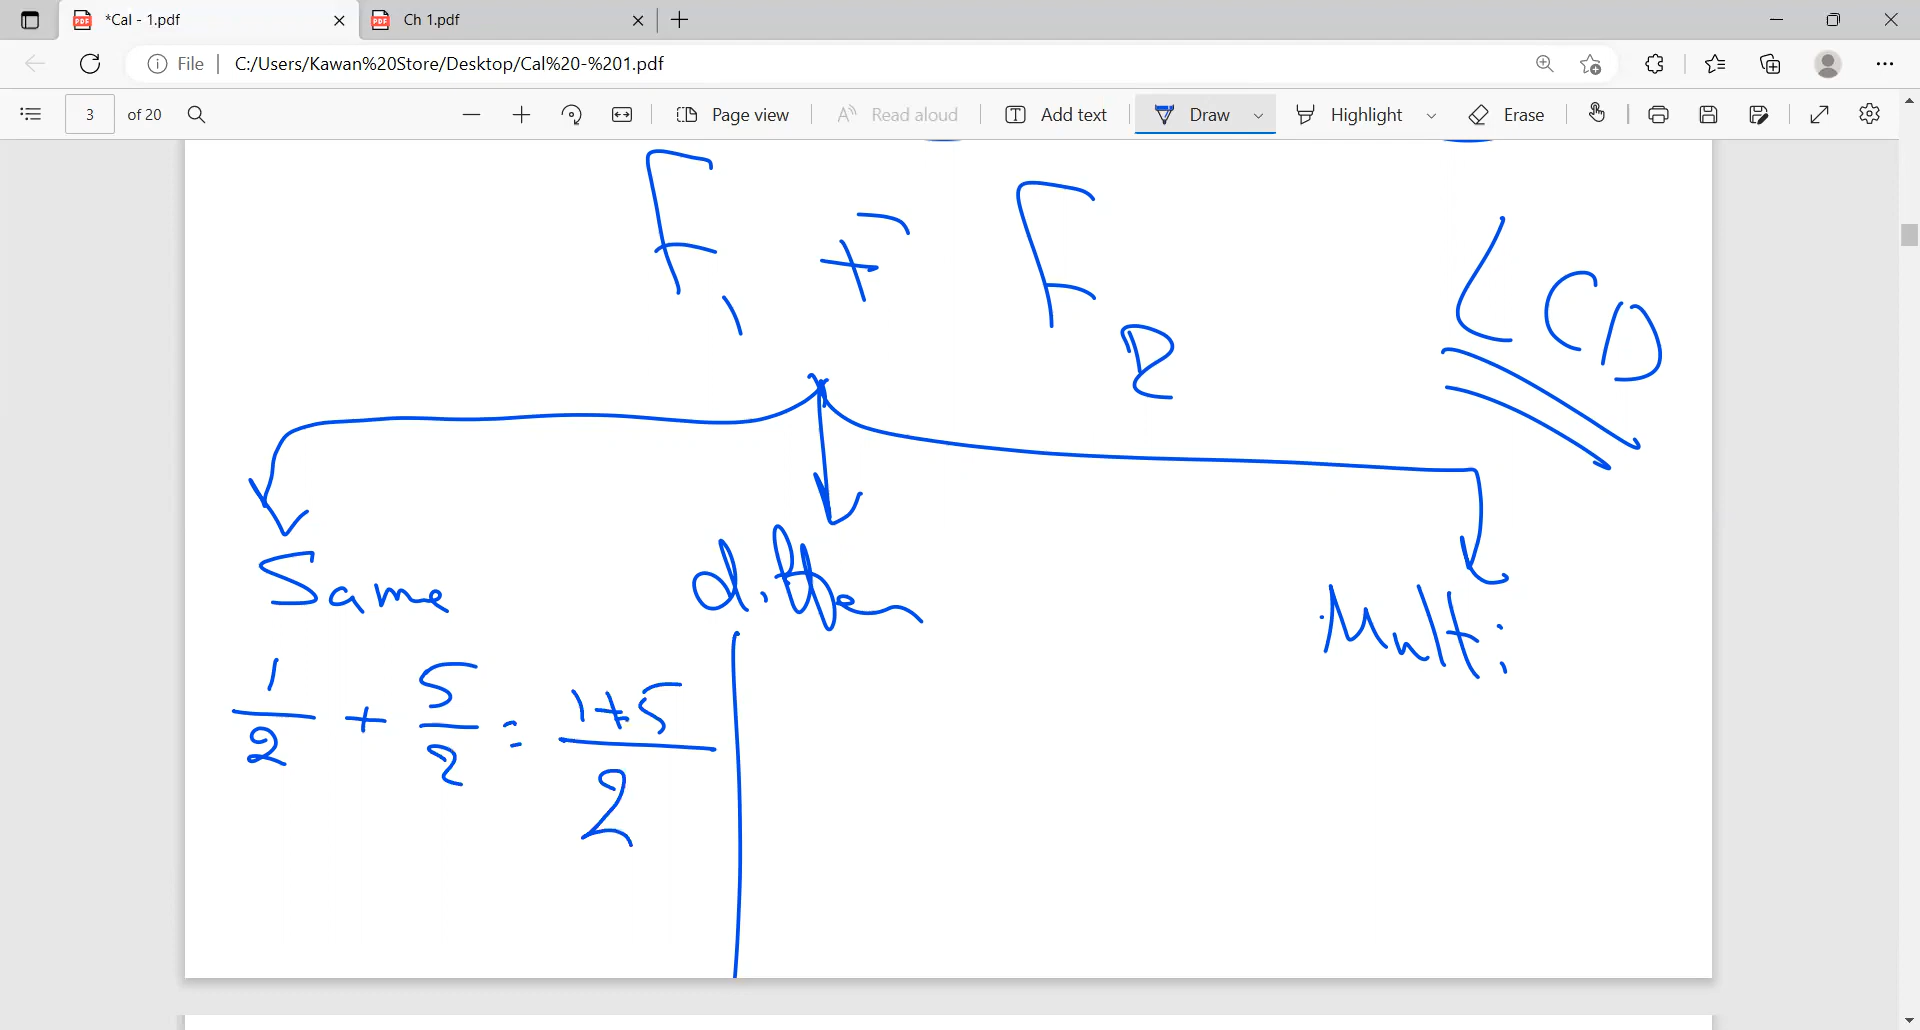 *Cal - 1.pdf
Ch 1.pdf
File
C:/Users/Kawan%20Store/Desktop/Cal%20-%201.pdf
3 of 20
Page view
Read aloud
Add text
Draw
Highlight
Erase
F₁ + F₂
LCD
Same
differ
Multi
1/2 + 5/2 = 1+5/2